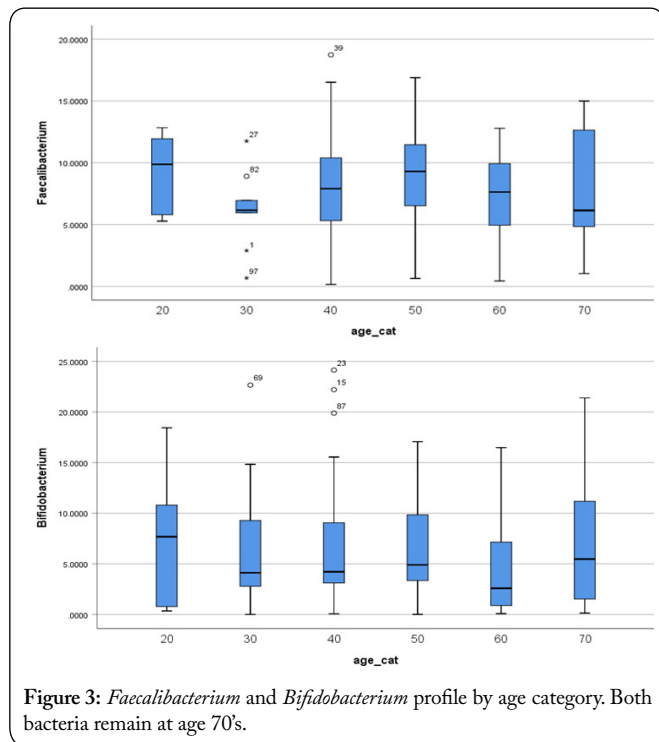 20.0000
15.0000
10.0000
5.0000
.0000
Faecalibacterium
39
27
82
1
97
20 30 40 50 60 70
age_cat
25.0000
20.0000
15.0000
10.0000
5.0000
.0000
Bifidobacterium
69
23
15
87
20 30 40 50 60 70
age_cat
Figure 3: Faecalibacterium and Bifidobacterium profile by age category. Both
bacteria remain at age 70's.